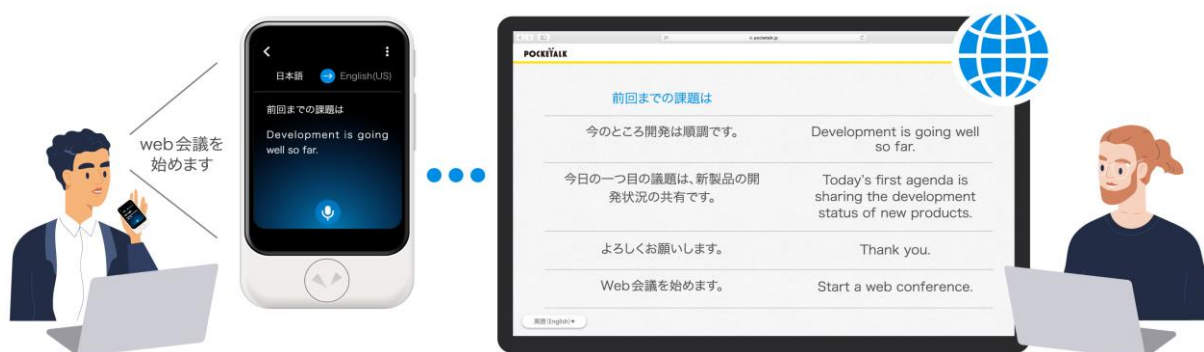 web会議を
始めます
日本語
English(US)
前回までの課題は
Development is going
well so far.
pocketalk.jp
POCKETALK
前回までの課題は
今のところ開発は順調です。
Development is going well
so far.
今日の一つ目の議題は、新製品の開
発状況の共有です。
Today's first agenda is
sharing the development
status of new products.
よろしくお願いします。
Thank you.
Web会議を始めます。
Start a web conference.
英語(English)▾